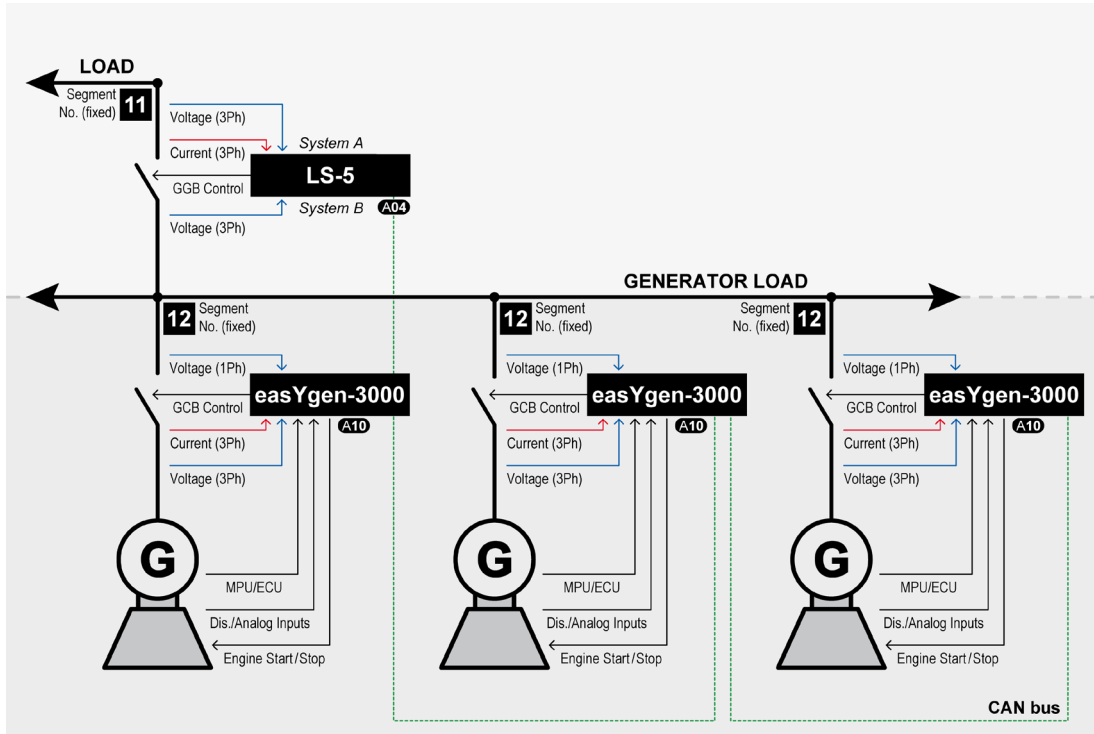 LOAD
Segment
No. (fixed)
11
Voltage (3Ph)
System A
Current (3Ph)
LS-5
GGB Control
System B
A04
Voltage (3Ph)
GENERATOR LOAD
12
Segment
No. (fixed)
12
Segment
No. (fixed)
Segment
No. (fixed)
12
Voltage (1Ph)
easYgen-3000
GCB Control
A10
Current (3Ph)
Voltage (3Ph)
Voltage (1Ph)
easYgen-3000
GCB Control
A10
Current (3Ph)
Voltage (3Ph)
Voltage (1Ph)
easYgen-3000
GCB Control
A10
Current (3Ph)
Voltage (3Ph)
G
MPU/ECU
Dis./Analog Inputs
Engine Start/Stop
G
MPU/ECU
Dis./Analog Inputs
Engine Start/Stop
G
MPU/ECU
Dis./Analog Inputs
Engine Start/Stop
CAN bus